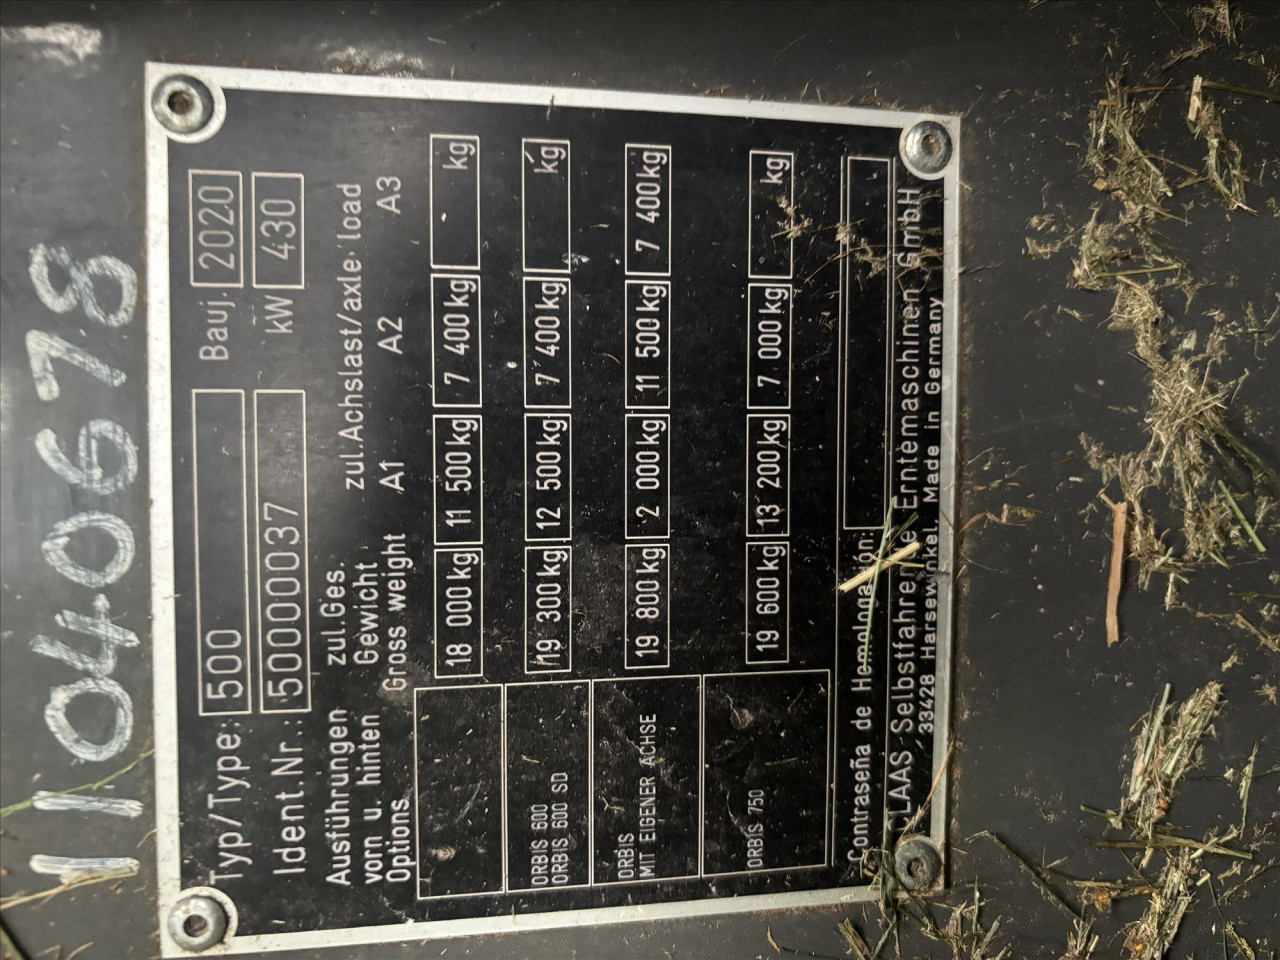 1104067 8
Typ/Type: 500 Bauj. 2020
Ident.Nr.: 50000037 kW 430
Ausführungen vorn u. hinten Options
zul.Ges. Gewicht Gross weight
zul.Achslast/axle load
A1 A2 A3
18 000 kg 11 500 kg 7 400 kg kg
ORBIS 600
ORBIS 600 SD
19 300 kg 12 500 kg 7 400 kg kg
ORBIS
MIT EIGENER ACHSE
19 800 kg 2 000 kg 11 500 kg 7 400 kg
ORBIS 750
19 600 kg 13 200 kg 7 000 kg kg
Contraseña de Homologación:
CLAAS Selbstfahrende Erntemaschinen GmbH
33428 Harsewinkel, Made in Germany